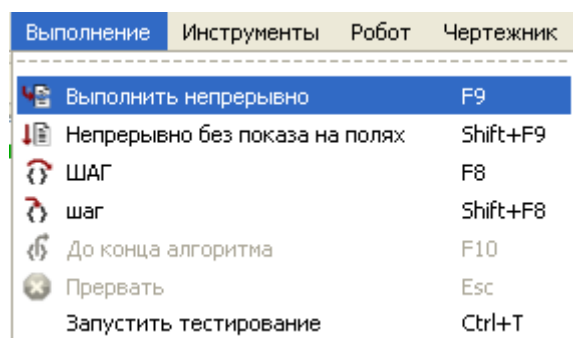 Выполнение Инструменты Робот Чертежник
Выполнить непрерывно F9
Непрерывно без показа на полях Shift+F9
ШАГ F8
шаг Shift+F8
До конца алгоритма F10
Прервать Esc
Запустить тестирование Ctrl+T